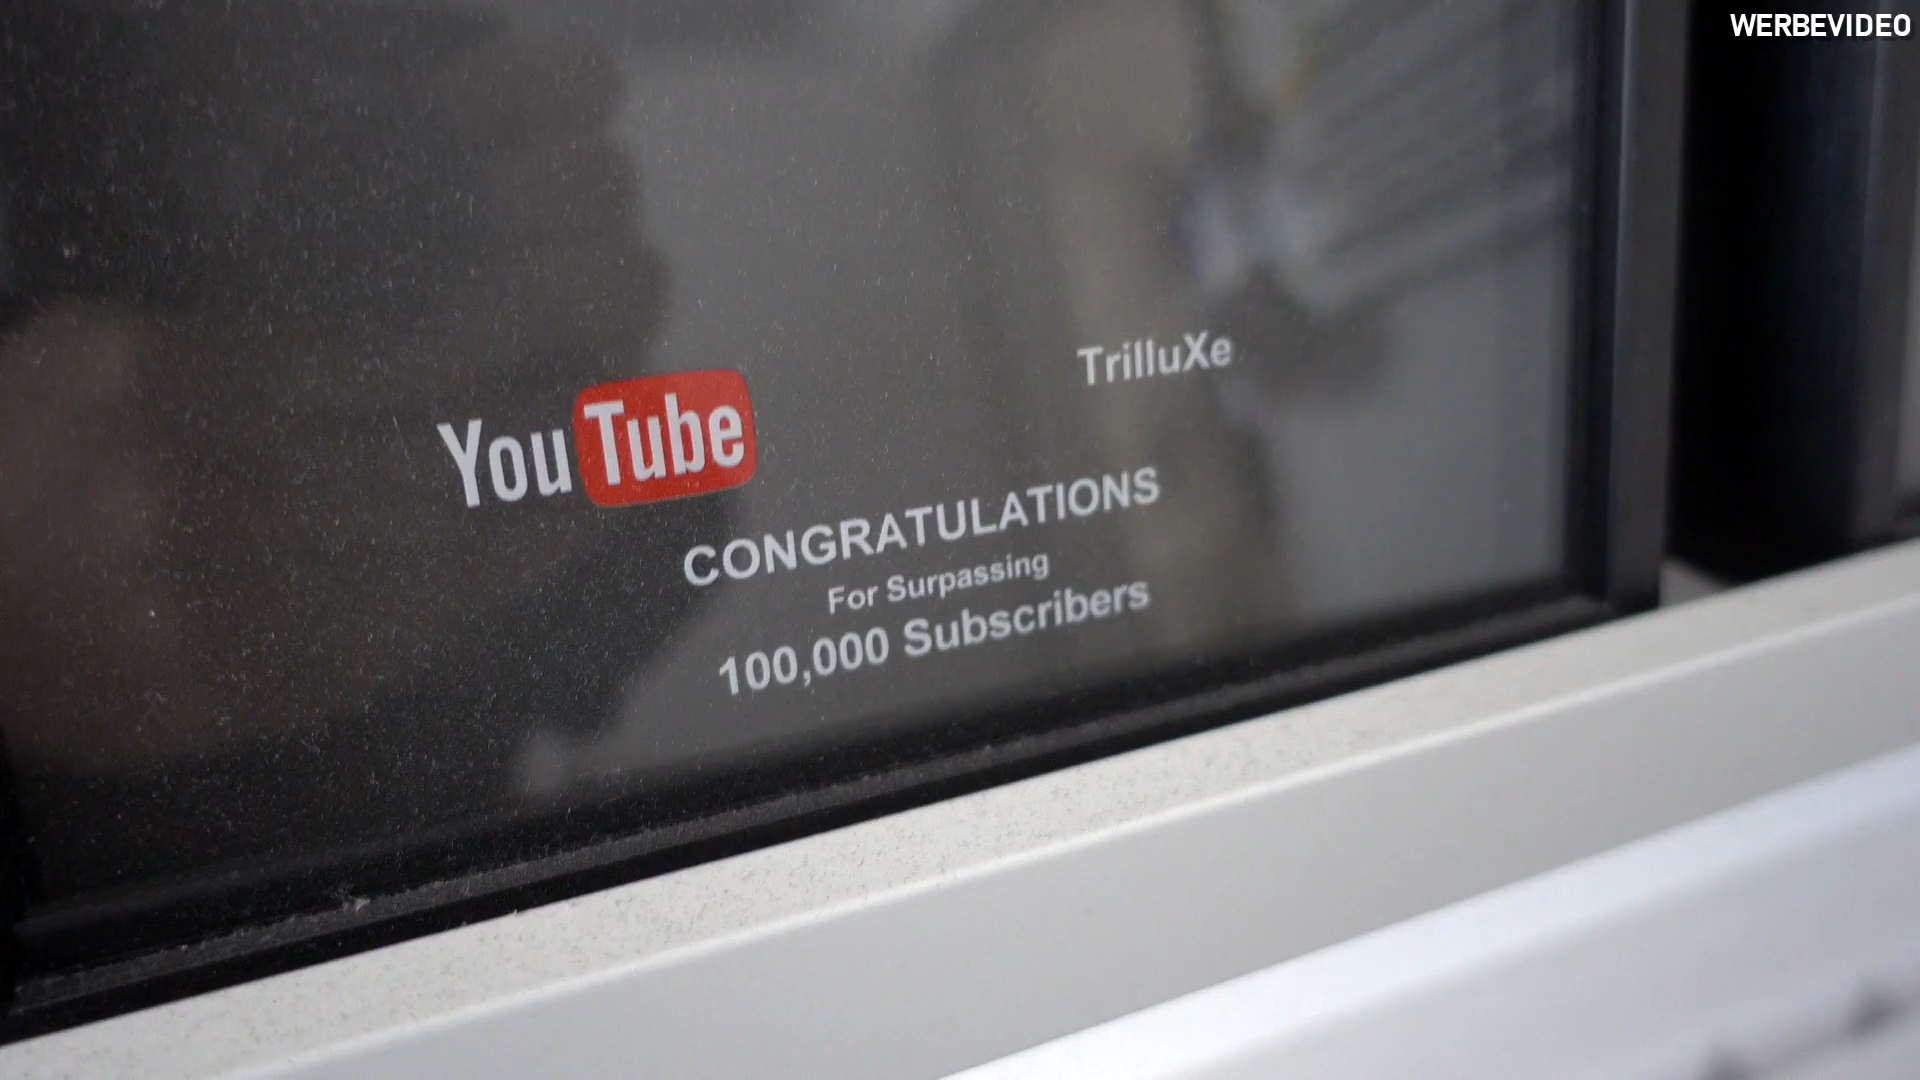 WERBEVIDEO
TrilluXe
YouTube
CONGRATULATIONS
For Surpassing
100,000 Subscribers